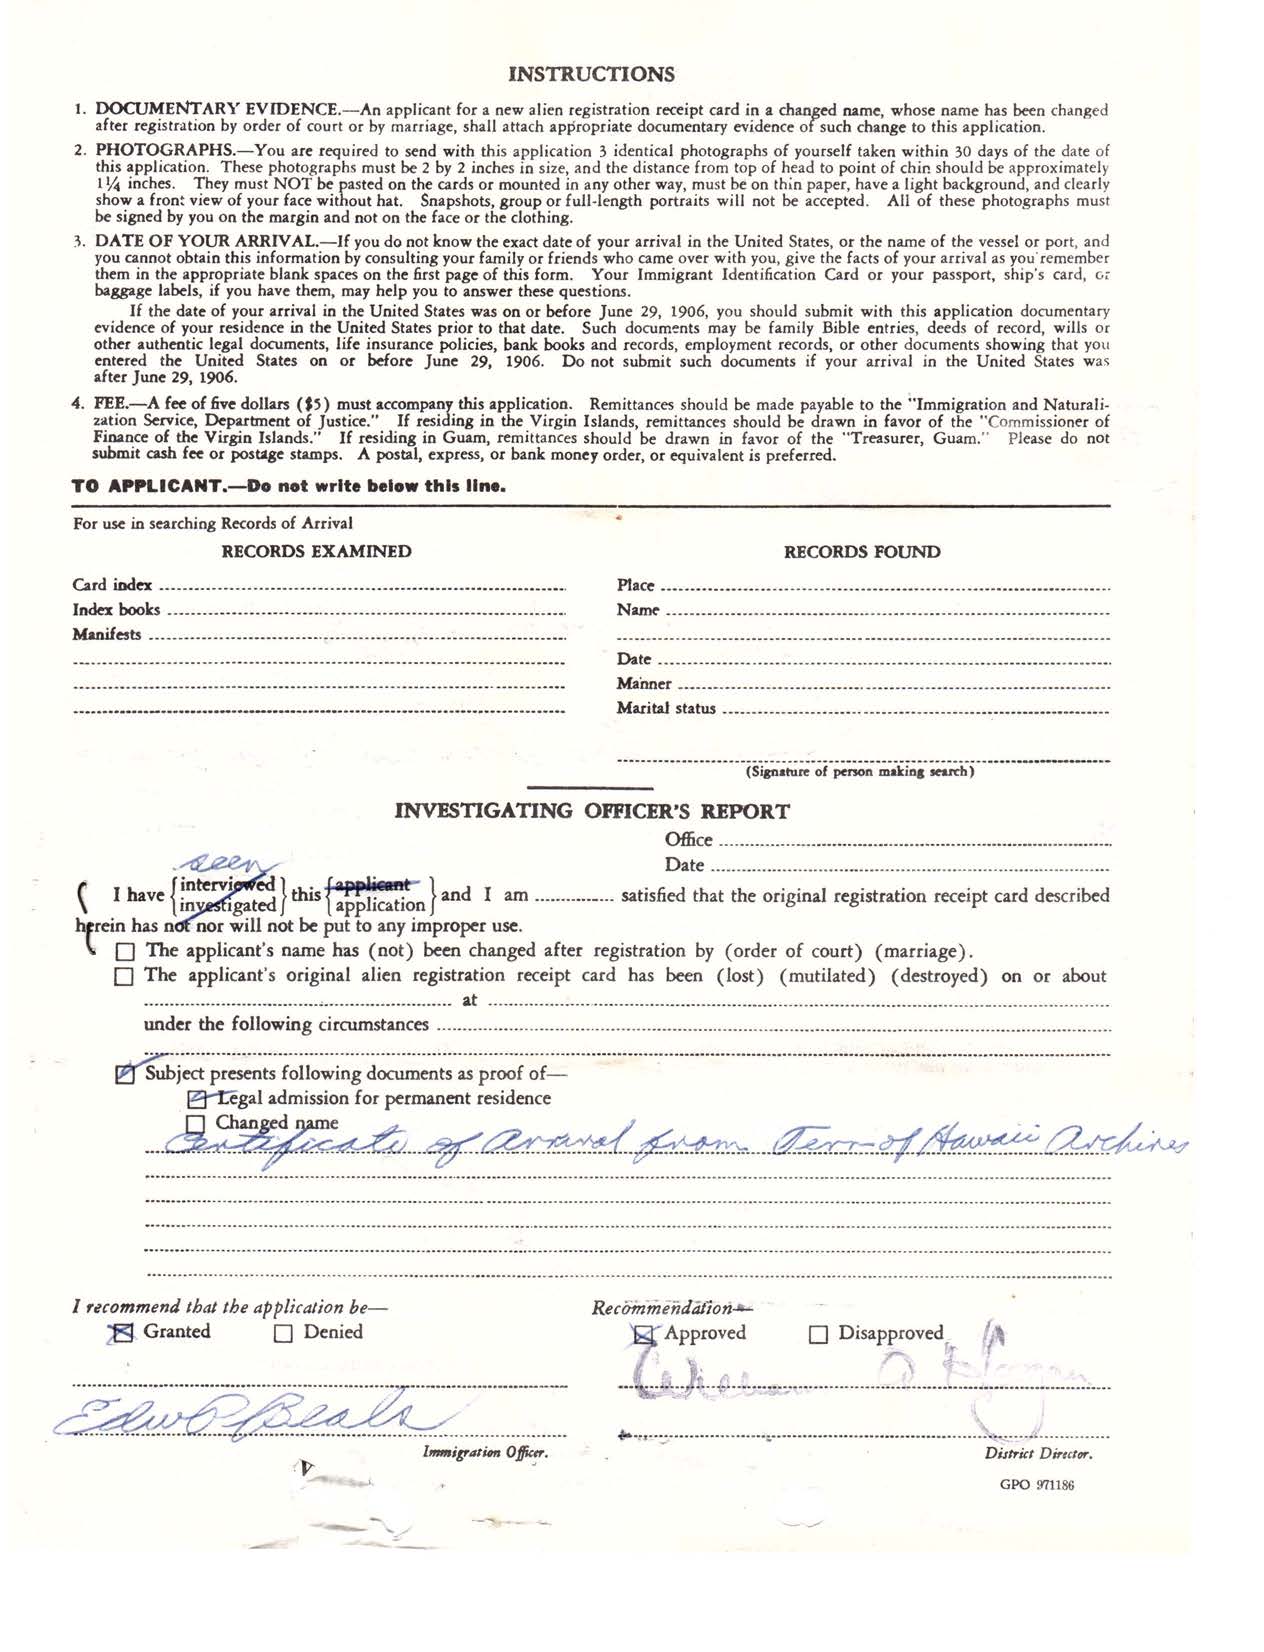 INSTRUCTIONS
1. DOCUMENTARY EVIDENCE.—An applicant for a new alien registration receipt card in a changed name, whose name has been changed
after registration by order of court or by marriage, shall attach appropriate documentary evidence of such change to this application.
2. PHOTOGRAPHS.—You are required to send with this application 3 identical photographs of yourself taken within 30 days of the date of
this application. These photographs must be 2 by 2 inches in size, and the distance from top of head to point of chin should be approximately
1¼ inches. They must NOT be pasted on the cards or mounted in any other way, must be on thin paper, have a light background, and clearly
show a front view of your face without hat. Snapshots, group or full-length portraits will not be accepted. All of these photographs must
be signed by you on the margin and not on the face or the clothing.
3. DATE OF YOUR ARRIVAL.—If you do not know the exact date of your arrival in the United States, or the name of the vessel or port, and
you cannot obtain this information by consulting your family or friends who came over with you, give the facts of your arrival as you remember
them in the appropriate blank spaces on the first page of this form. Your Immigrant Identification Card or your passport, ship's card, or
baggage labels, if you have them, may help you to answer these questions.
If the date of your arrival in the United States was on or before June 29, 1906, you should submit with this application documentary
evidence of your residence in the United States prior to that date. Such documents may be family Bible entries, deeds of record, wills or
other authentic legal documents, life insurance policies, bank books and records, employment records, or other documents showing that you
entered the United States on or before June 29, 1906. Do not submit such documents if your arrival in the United States was
after June 29, 1906.
4. FEE.—A fee of five dollars ($5) must accompany this application. Remittances should be made payable to the "Immigration and Naturali-
zation Service, Department of Justice." If residing in the Virgin Islands, remittances should be drawn in favor of the "Commissioner of
Finance of the Virgin Islands." If residing in Guam, remittances should be drawn in favor of the "Treasurer, Guam." Please do not
submit cash fee or postage stamps. A postal, express, or bank money order, or equivalent is preferred.
TO APPLICANT.—Do not write below this line.
For use in searching Records of Arrival
RECORDS EXAMINED RECORDS FOUND
Card index Place
Index books Name
Manifests
Date
Manner
Marital status
(Signature of person making search)
INVESTIGATING OFFICER'S REPORT
Office
Date
seen
I have {interviewed investigated} this {applicant application} and I am satisfied that the original registration receipt card described
herein has not nor will not be put to any improper use.
The applicant's name has (not) been changed after registration by (order of court) (marriage).
The applicant's original alien registration receipt card has been (lost) (mutilated) (destroyed) on or about
at
under the following circumstances
Subject presents following documents as proof of—
Legal admission for permanent residence
Changed name
Certificate of Arrival from Terr of Hawaii Archives
I recommend that the application be— Recommendation—
Granted Denied Approved Disapproved
William
Edw P Beals
Immigration Officer. District Director.
GPO 971186